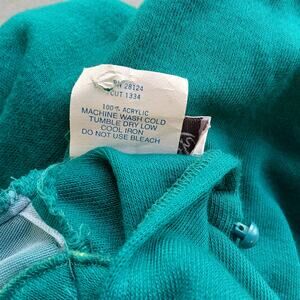 RN 28124
CUT 1334
100% ACRYLIC
MACHINE WASH COLD
TUMBLE DRY LOW
COOL IRON
DO NOT USE BLEACH